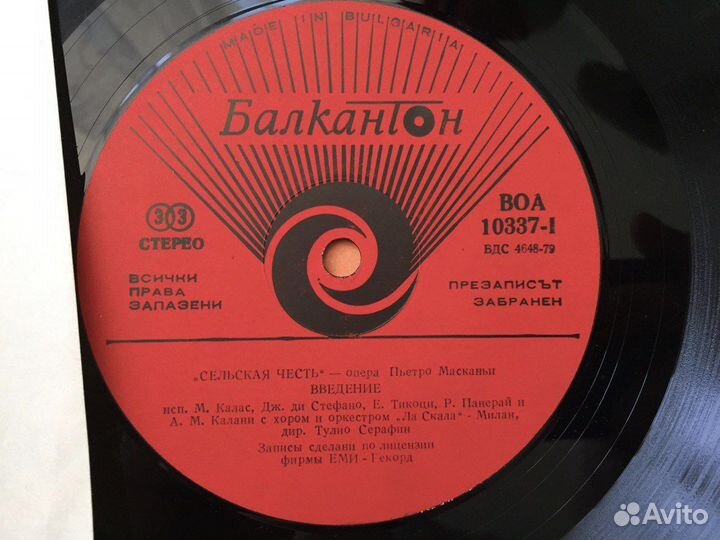 MADE IN BULGARIA
Балкантон
33
СТЕРЕО
ВОА
10337-I
БДС 4648-79
ВСИЧКИ
ПРАВА
ЗАПАЗЕНИ
ПРЕЗАПИСЪТ
ЗАБРАНЕН
„СЕЛЬСКАЯ ЧЕСТЬ“ — опера Пьетро Масканьи
ВВЕДЕНИЕ
исп. М. Калас, Дж. ди Стефано, Е. Тикоци, Р. Панерай и
А. М. Калани с хором и оркестром „Ла Скала“ - Милан,
дир. Тулио Серафин
Записы сделани по лицензии
фирмы ЕМИ - Рекорд
Avito